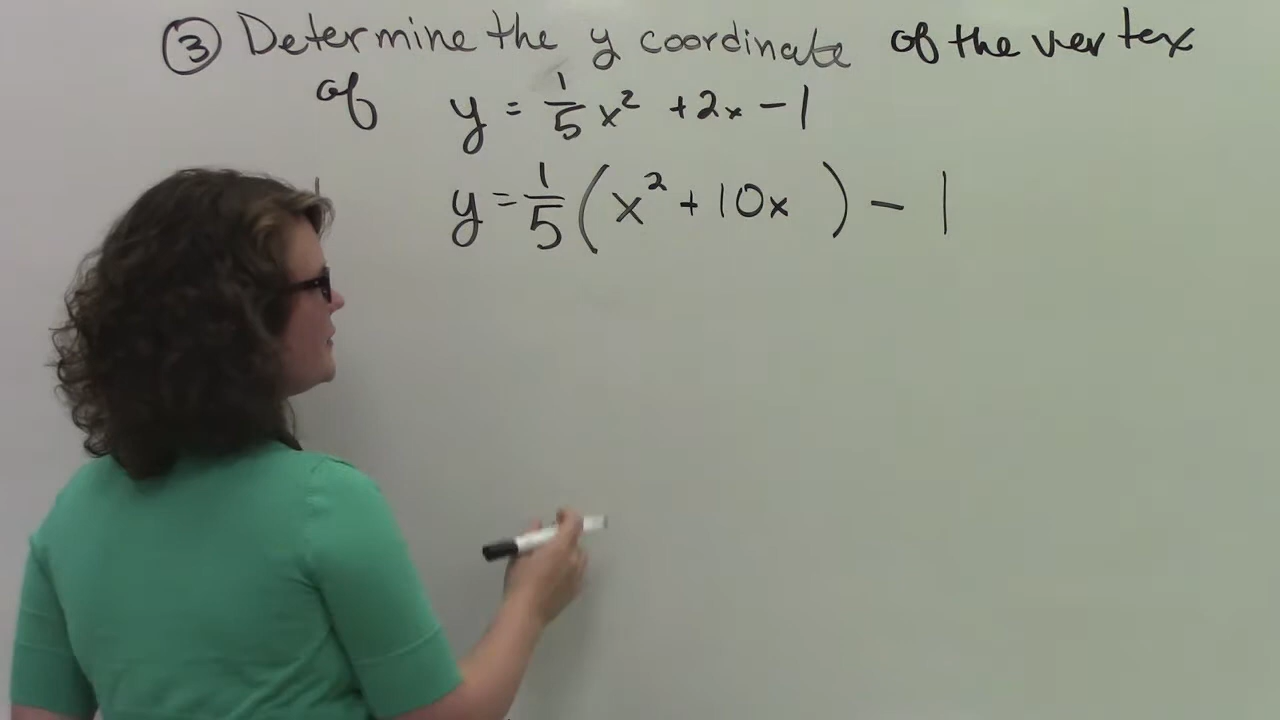 ③ Determine the y coordinate of the vertex
of y = 1/5 x² + 2x - 1
y = 1/5 (x² + 10x ) - 1